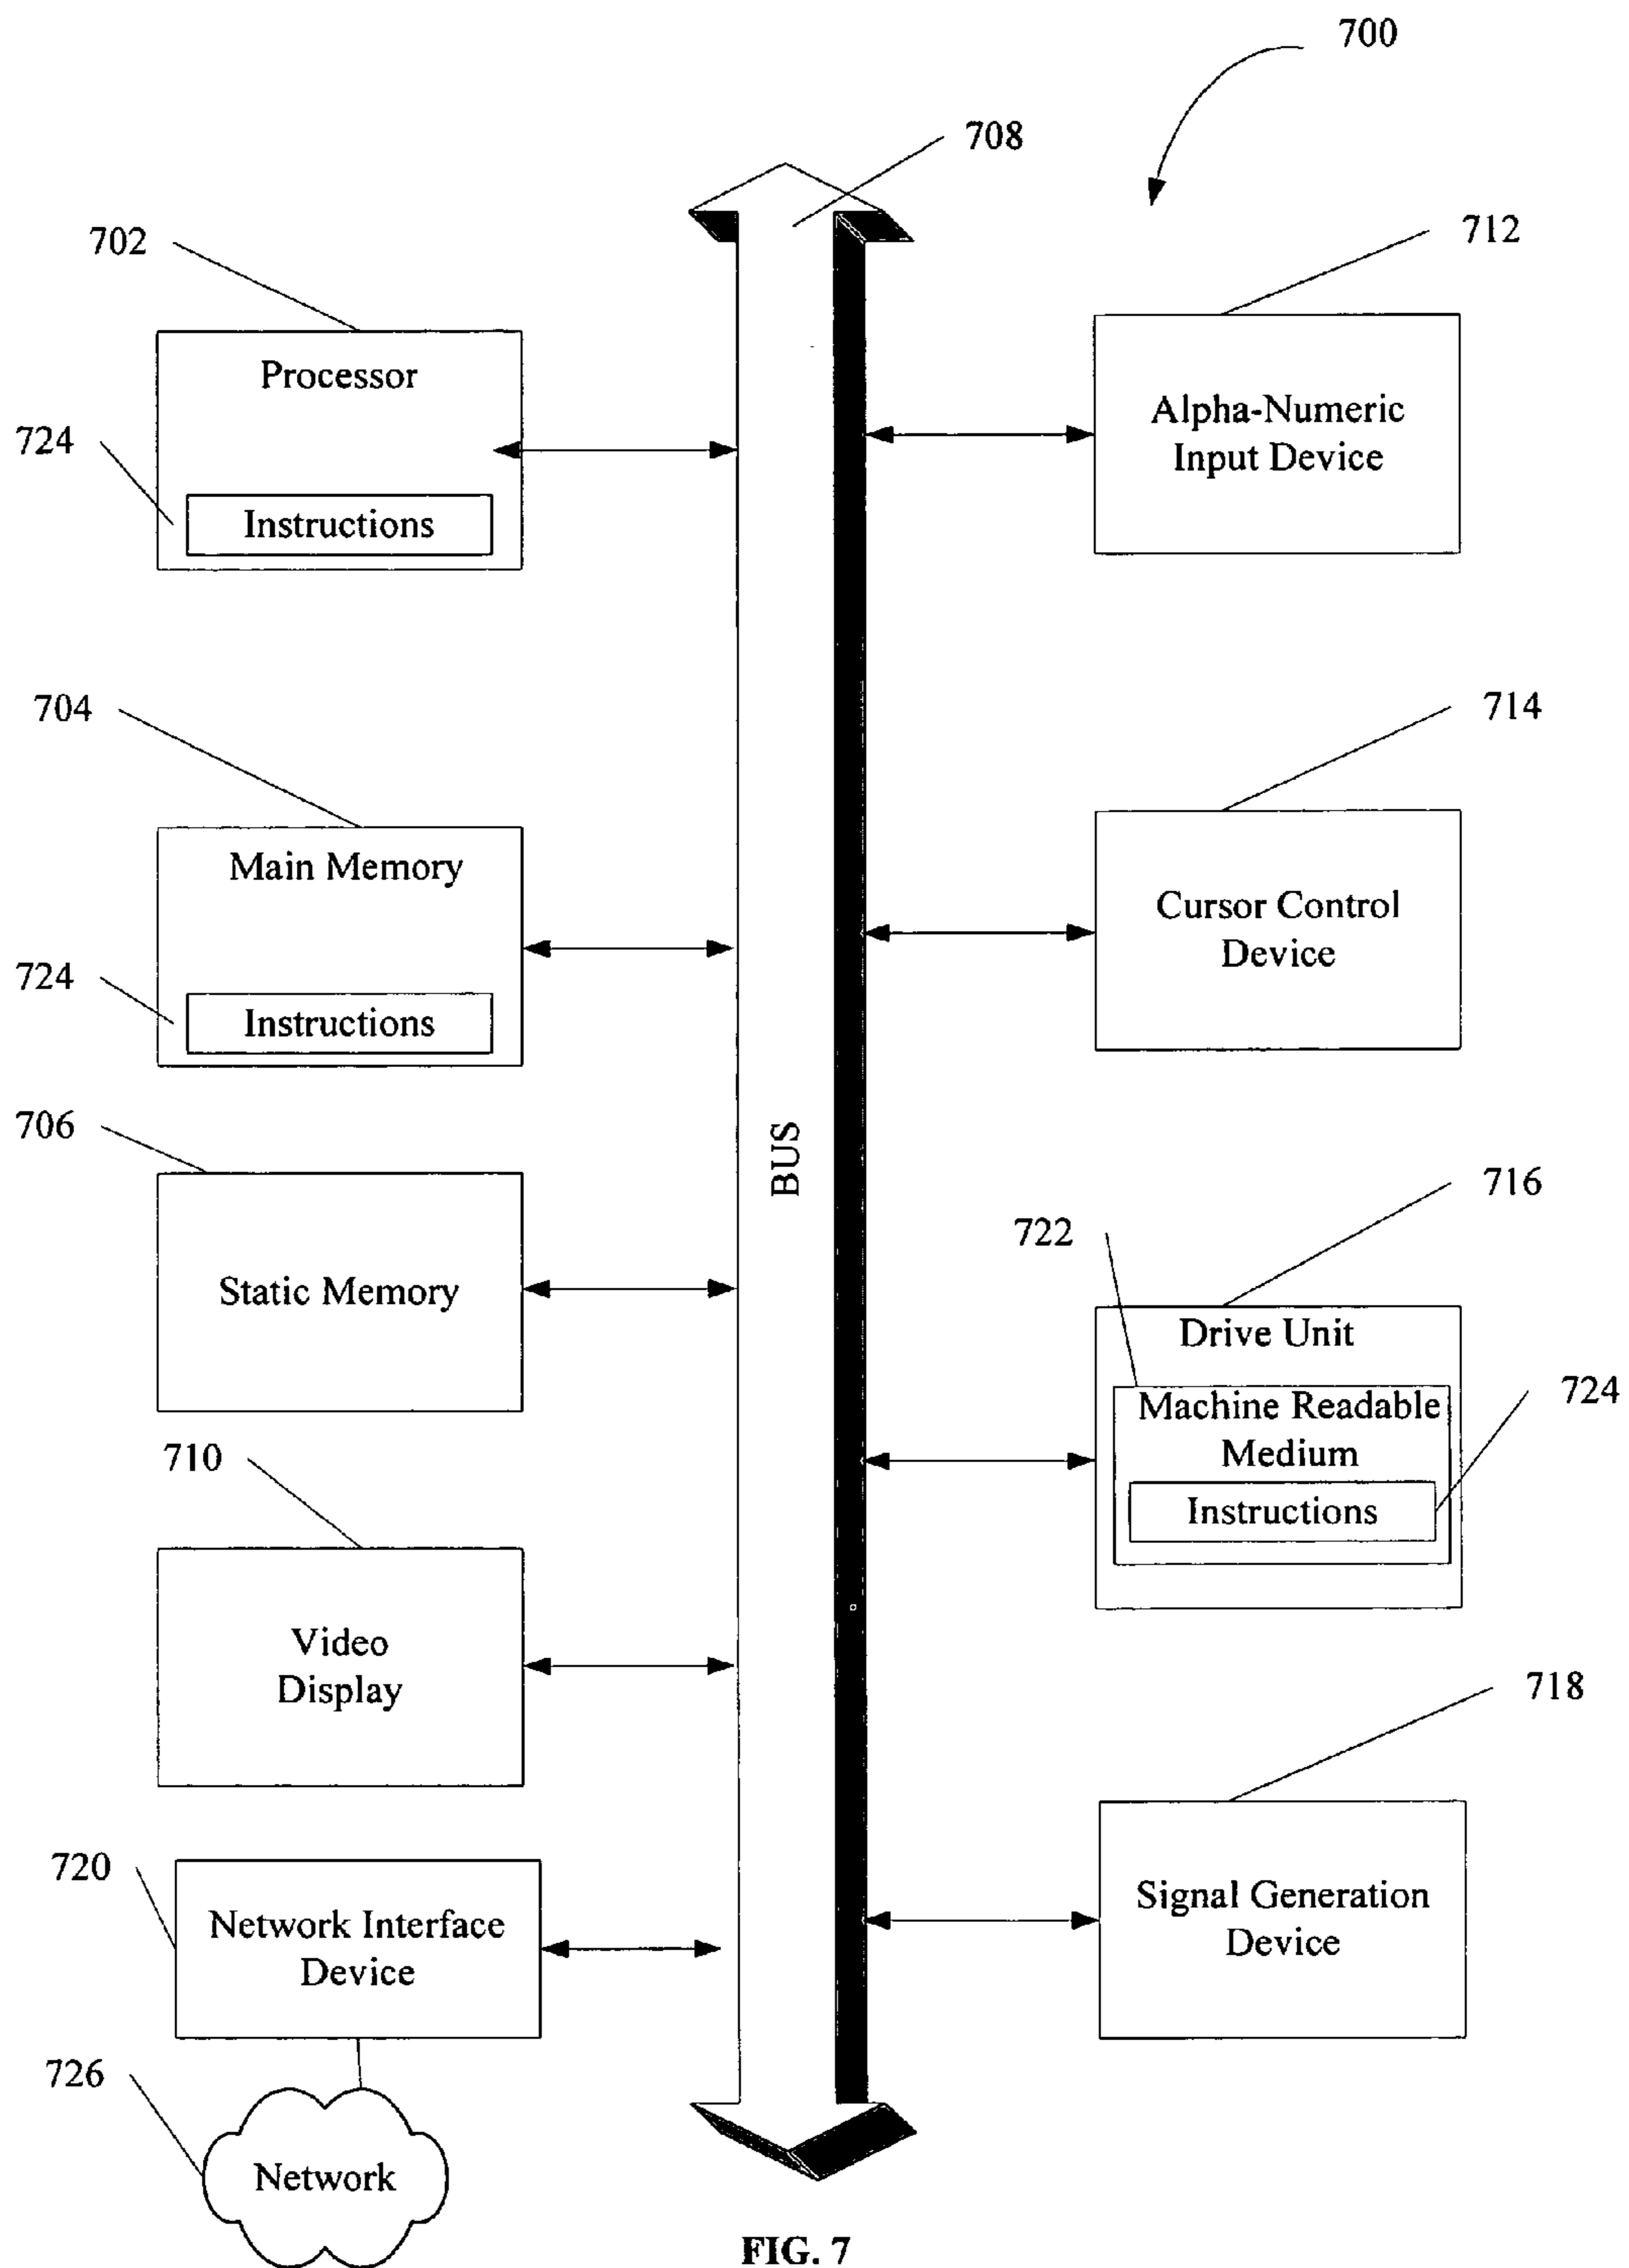 700
708
702
712
Processor
724
Instructions
Alpha-Numeric
Input Device
704
714
Main Memory
724
Instructions
Cursor Control
Device
706
BUS
716
722
Static Memory
Drive Unit
Machine Readable
Medium
724
Instructions
710
Video
Display
718
720
Network Interface
Device
Signal Generation
Device
726
Network
FIG. 7